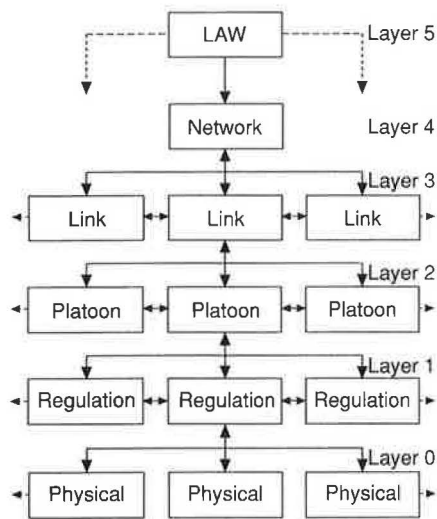 LAW Layer 5
Network Layer 4
Layer 3
Link Link Link
Layer 2
Platoon Platoon Platoon
Layer 1
Regulation Regulation Regulation
Layer 0
Physical Physical Physical